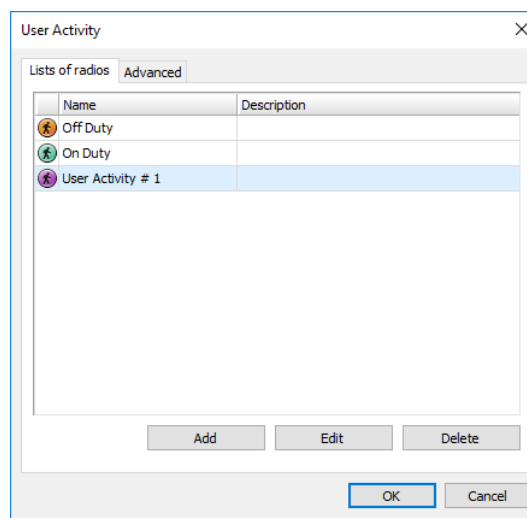 User Activity
Lists of radios Advanced
Name Description
Off Duty
On Duty
User Activity # 1
Add Edit Delete
OK Cancel